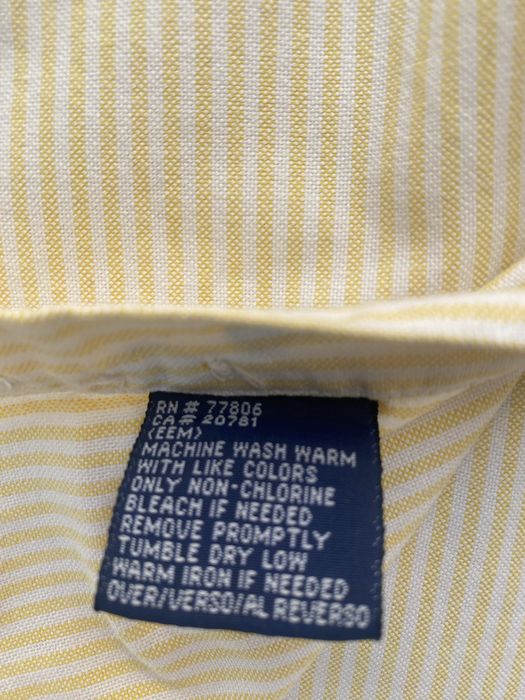 RN # 77806
CA # 20781
(EEM)
MACHINE WASH WARM
WITH LIKE COLORS
ONLY NON-CHLORINE
BLEACH IF NEEDED
REMOVE PROMPTLY
TUMBLE DRY LOW
WARM IRON IF NEEDED
OVER/VERSO/AL REVERSO